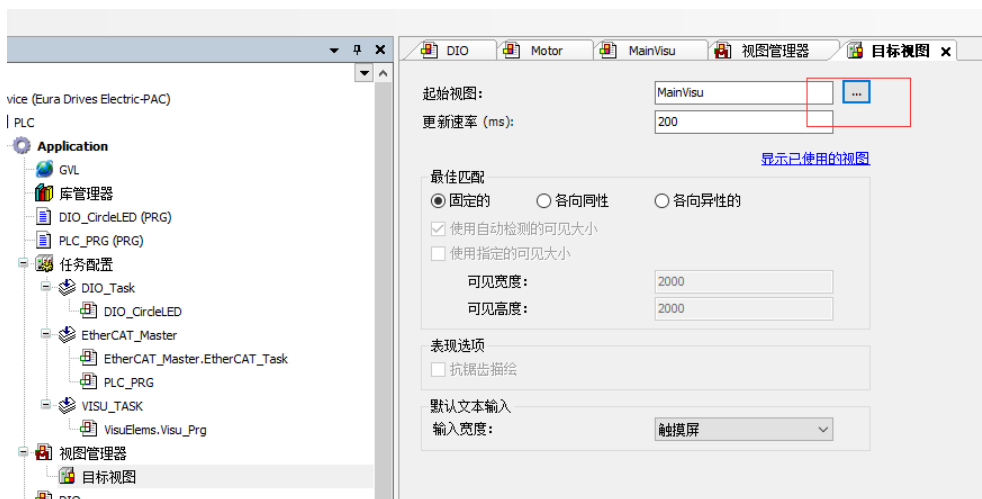 DIO
Motor
MainVisu
视图管理器
目标视图
vice (Eura Drives Electric-PAC)
PLC
Application
GVL
库管理器
DIO_CircleLED (PRG)
PLC_PRG (PRG)
任务配置
DIO_Task
DIO_CircleLED
EtherCAT_Master
EtherCAT_Master.EtherCAT_Task
PLC_PRG
VISU_TASK
VisuElems.Visu_Prg
视图管理器
目标视图
DIO
起始视图: MainVisu ...
更新速率 (ms): 200
显示已使用的视图
最佳匹配
固定的 各向同性 各向异性的
使用自动检测的可见大小
使用指定的可见大小
可见宽度: 2000
可见高度: 2000
表现选项
抗锯齿描绘
默认文本输入
输入宽度: 触摸屏